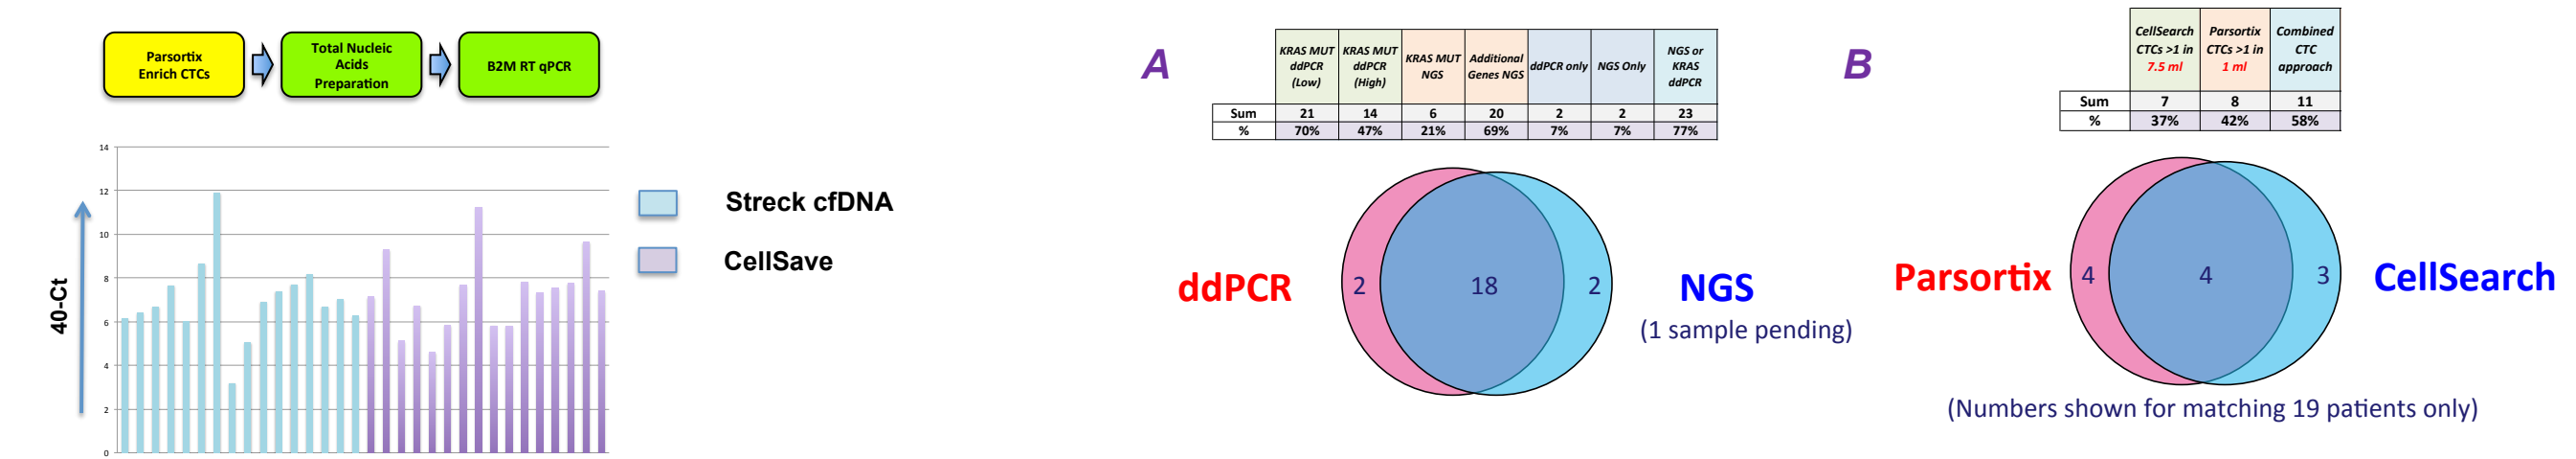 Parsortix
Enrich CTCs
Total Nucleic
Acids
Preparation
B2M RT qPCR
14
12
10
8
6
4
2
0
40-Ct
Streck cfDNA
CellSave
A
KRAS MUT
ddPCR
(Low)
KRAS MUT
ddPCR
(High)
KRAS MUT
NGS
Additional
Genes NGS
ddPCR only
NGS Only
NGS or
KRAS
ddPCR
Sum 21 14 6 20 2 2 23
% 70% 47% 21% 69% 7% 7% 77%
ddPCR
2
18
2
NGS
(1 sample pending)
B
CellSearch
CTCs >1 in
7.5 ml
Parsortix
CTCs >1 in
1 ml
Combined
CTC
approach
Sum 7 8 11
% 37% 42% 58%
Parsortix
4
4
3
CellSearch
(Numbers shown for matching 19 patients only)